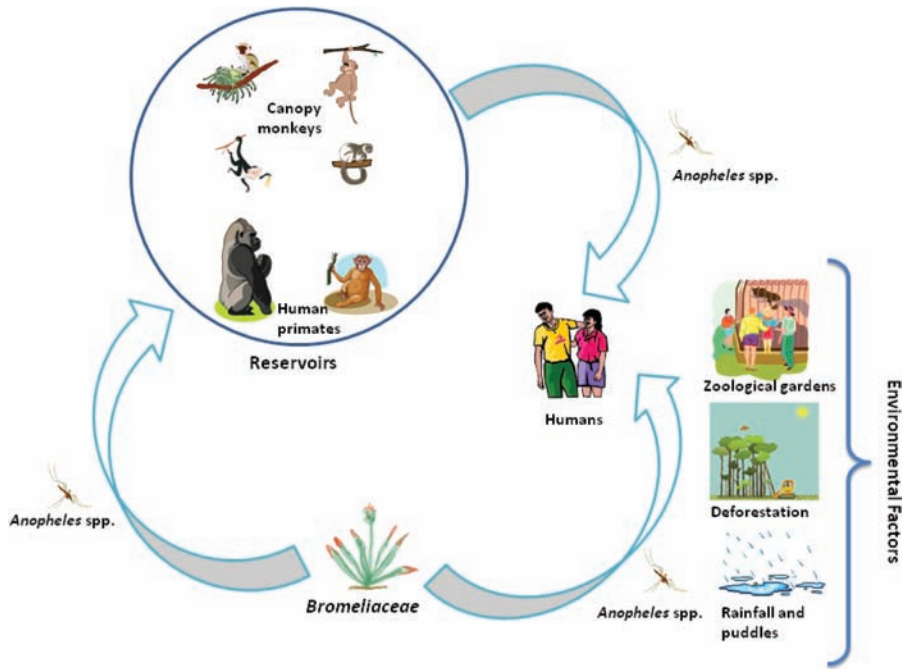 Canopy
monkeys
Human
primates
Reservoirs
Anopheles spp.
Humans
Zoological gardens
Deforestation
Rainfall and
puddles
Environmental Factors
Anopheles spp.
Bromeliaceae
Anopheles spp.